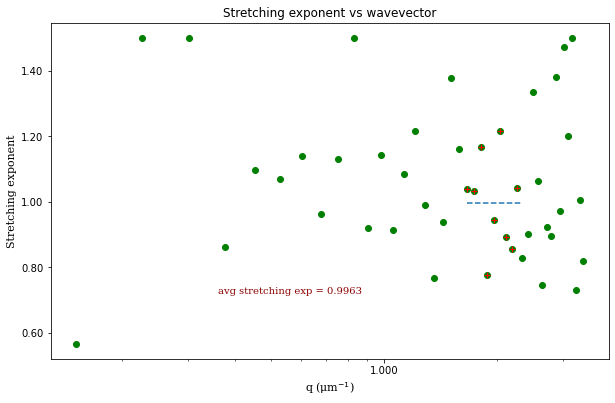 Stretching exponent vs wavevector
1.40
1.20
1.00
0.80
0.60
Stretching exponent
avg stretching exp = 0.9963
1.000
q (μm⁻¹)